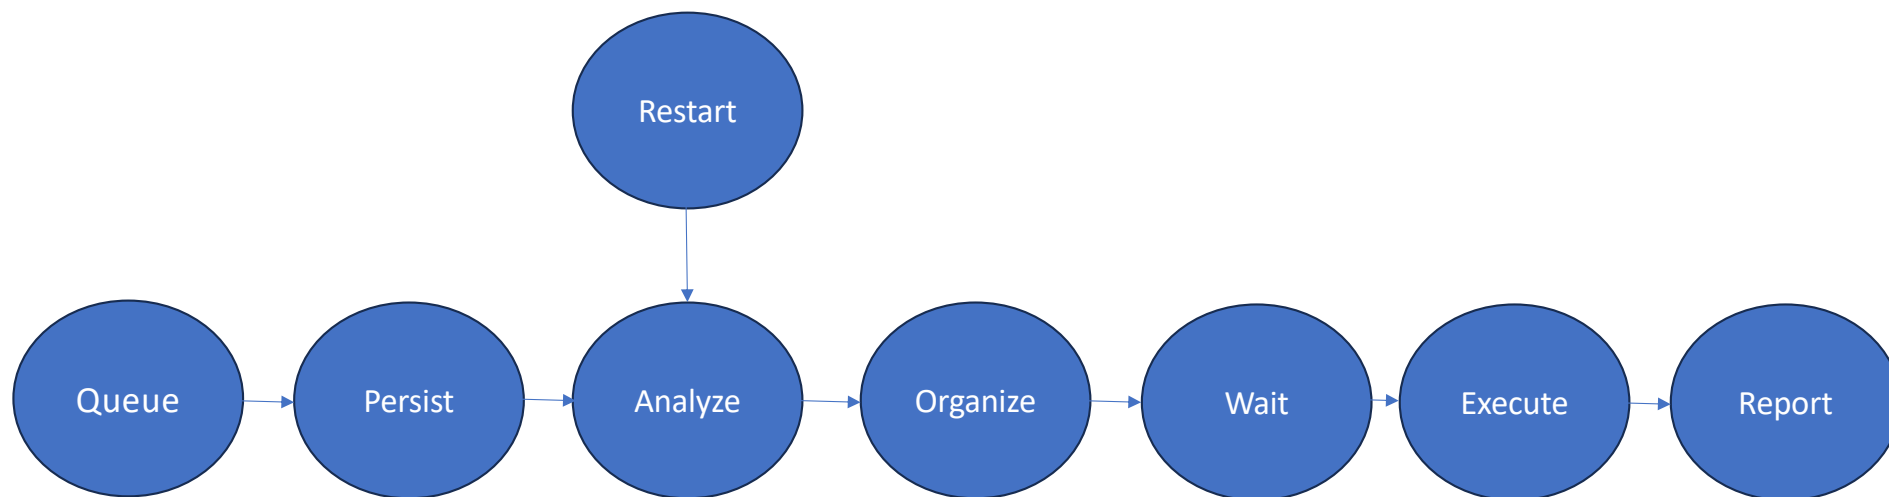 Restart
Queue
Persist
Analyze
Organize
Wait
Execute
Report